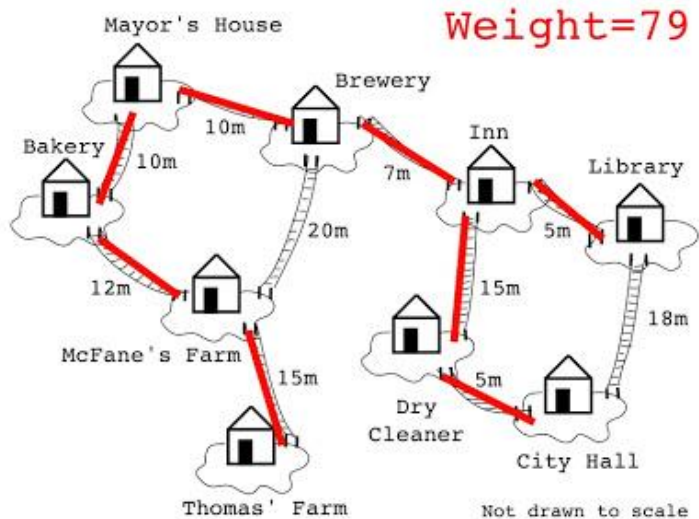 Weight=79
Mayor's House
Brewery
10m
Inn
Bakery
10m
7m
Library
20m
5m
12m
15m
18m
McFane's Farm
15m
5m
Dry
Cleaner
City Hall
Thomas' Farm
Not drawn to scale